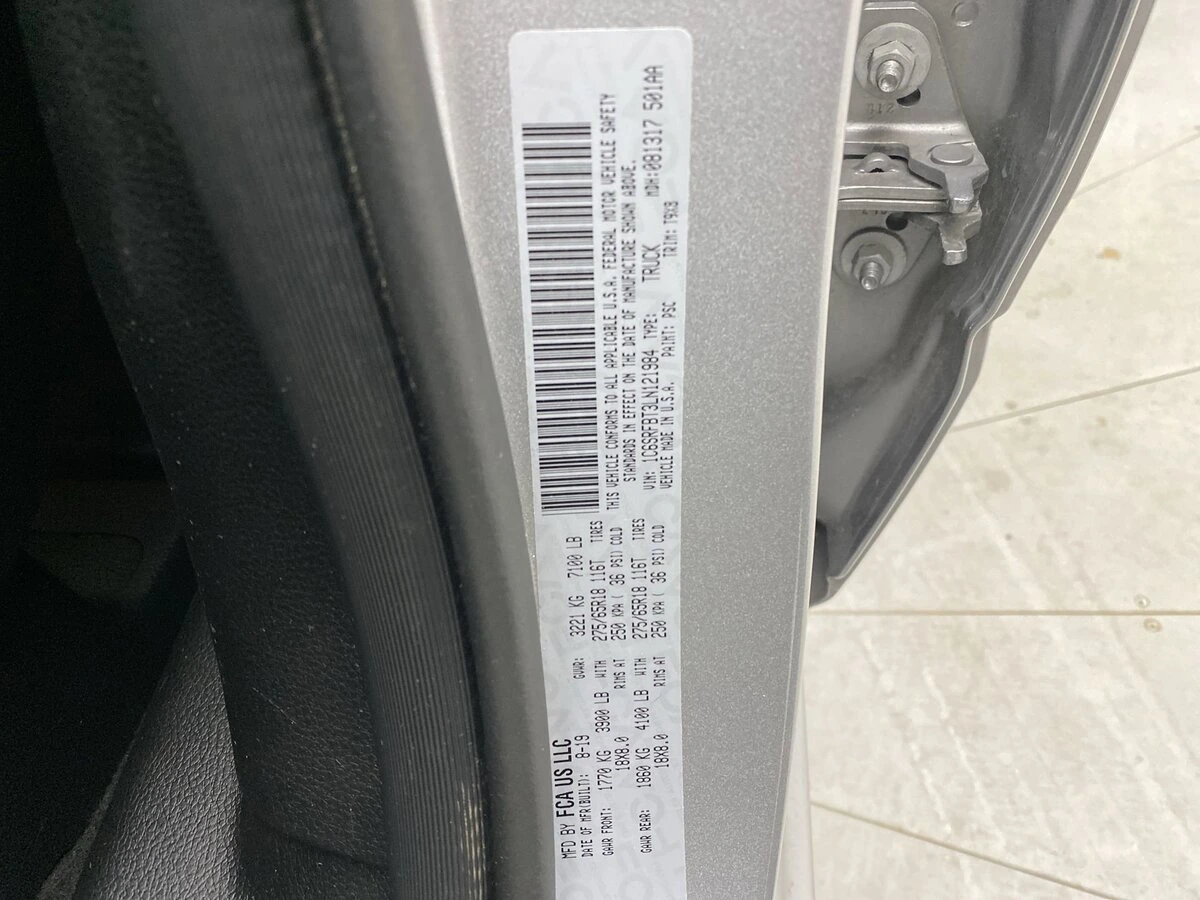 MFD BY FCA US LLC
DATE OF MFR(BUILT): 8-19 GVWR: 3221 KG 7100 LB
GAWR FRONT: 1770 KG 3900 LB WITH 275/65R18 116T TIRES
18X8.0 RIMS AT 250 KPA ( 36 PSI) COLD
GAWR REAR: 1860 KG 4100 LB WITH 275/65R18 116T TIRES
18X8.0 RIMS AT 250 KPA ( 36 PSI) COLD
THIS VEHICLE CONFORMS TO ALL APPLICABLE U.S.A. FEDERAL MOTOR VEHICLE SAFETY
STANDARDS IN EFFECT ON THE DATE OF MANUFACTURE SHOWN ABOVE.
VIN: 1C6SRFBT3LN121984 TYPE: TRUCK MDH:081317 501AA
VEHICLE MADE IN U.S.A. PAINT: PSC TRIM: T9X8